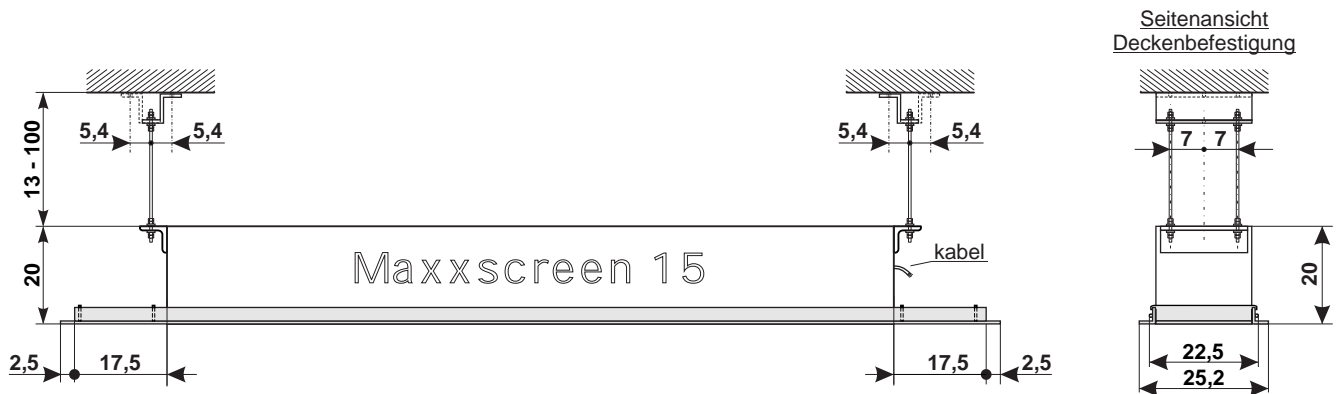 Seitenansicht
Deckenbefestigung
5,4
5,4
5,4
5,4
7
7
13 - 100
20
Maxxscreen 15
kabel
20
2,5
17,5
17,5
2,5
22,5
25,2